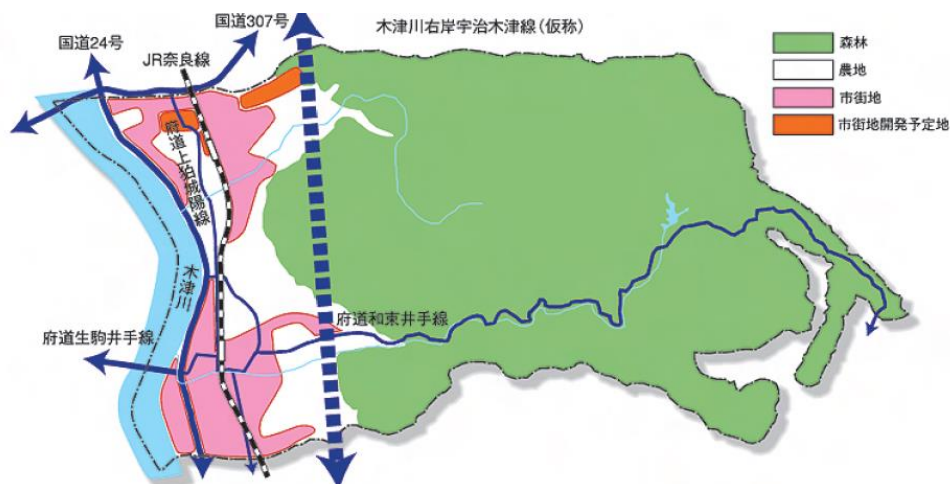 木津川右岸宇治木津線（仮称）
国道307号
国道24号
JR奈良線
森林
農地
市街地
市街地開発予定地
府道上狛城陽線
木津川
府道生駒井手線
府道和束井手線